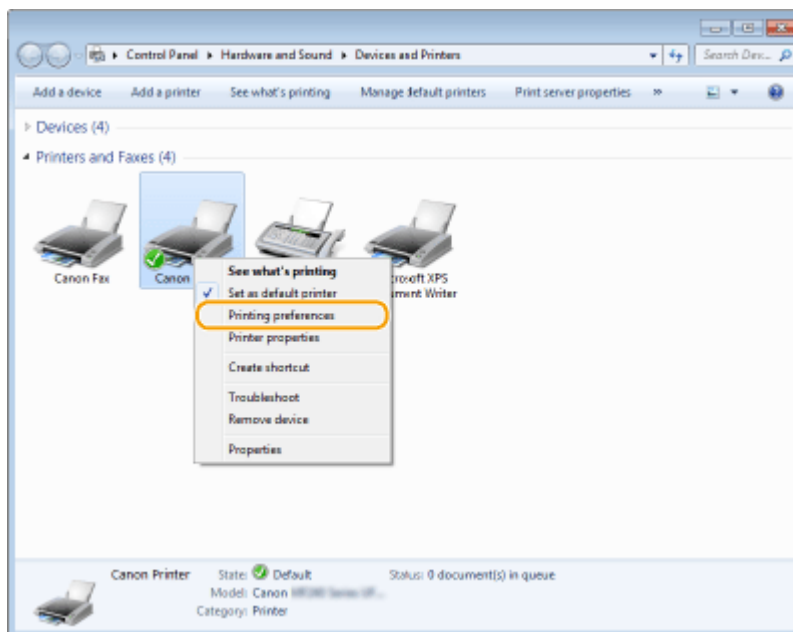 Control Panel ▸ Hardware and Sound ▸ Devices and Printers
Search Dev...
Add a device Add a printer See what's printing Manage default printers Print server properties »
Devices (4)
Printers and Faxes (4)
Canon Fax
Canon
crosoft XPS
ument Writer
See what's printing
Set as default printer
Printing preferences
Printer properties
Create shortcut
Troubleshoot
Remove device
Properties
Canon Printer State: Default Status: 0 document(s) in queue
Model: Canon
Category: Printer